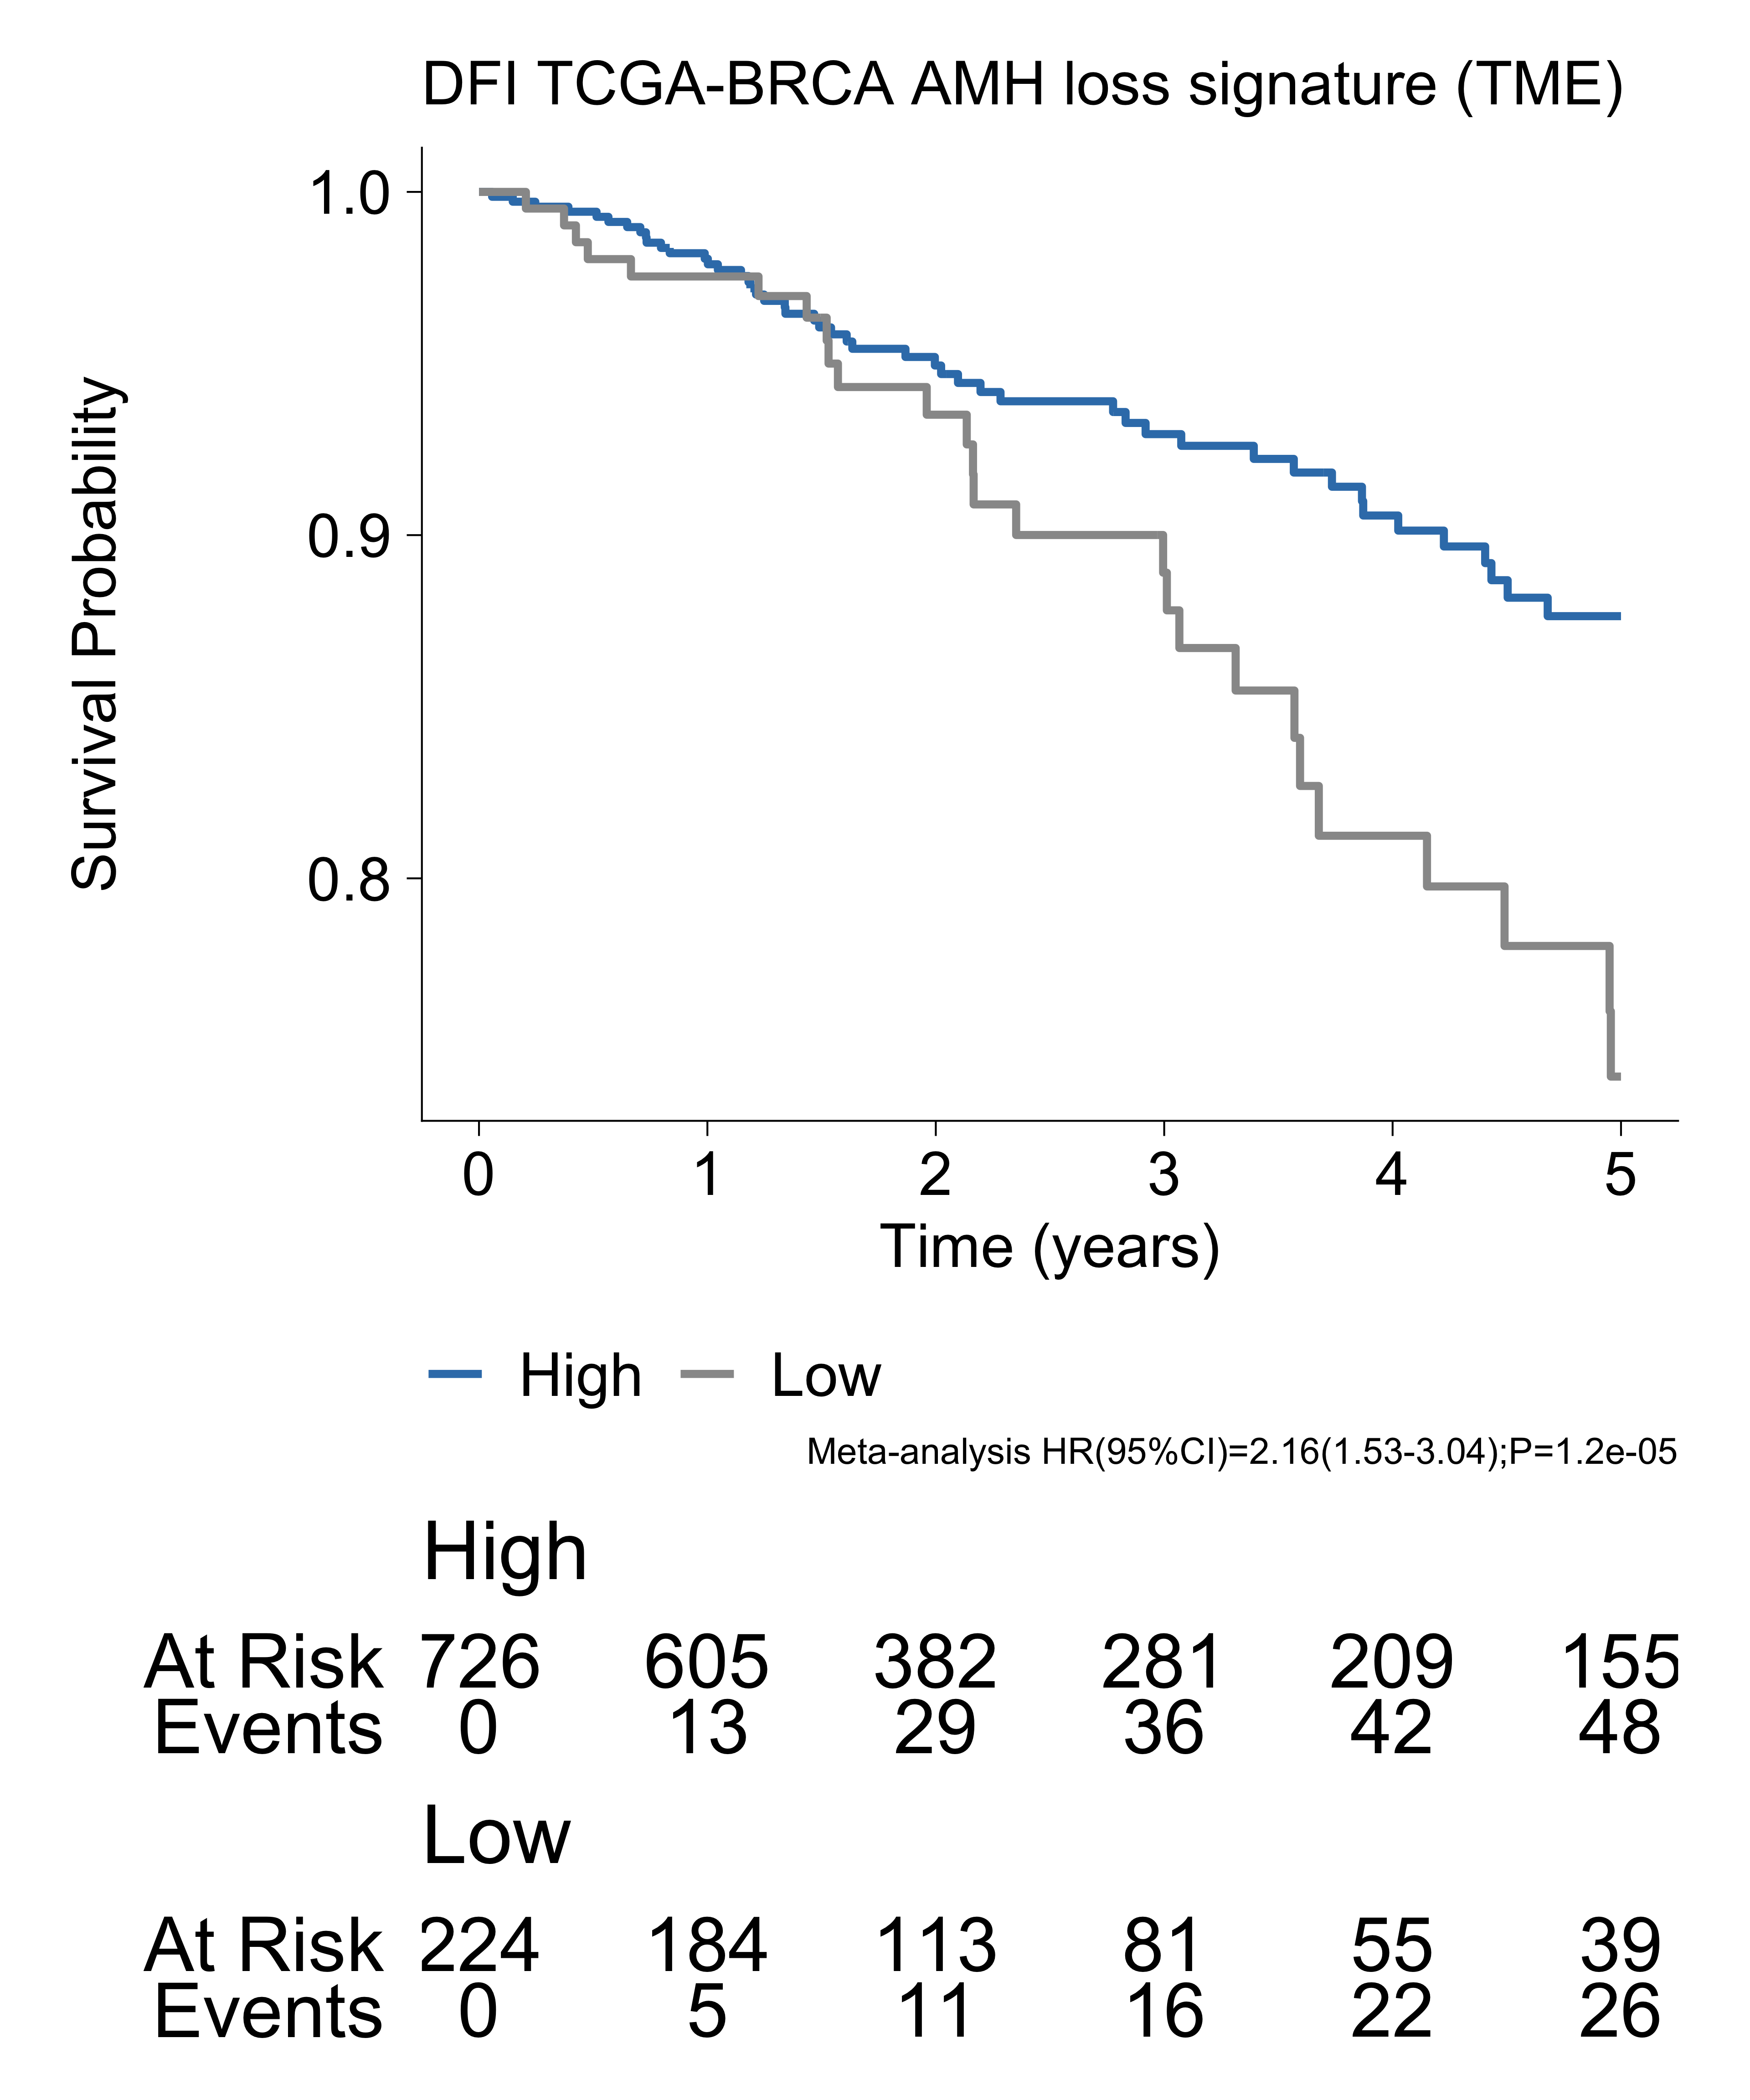 DFI TCGA-BRCA AMH loss signature (TME)
Survival Probability
1.0
0.9
0.8
0 1 2 3 4 5
Time (years)
High Low
Meta-analysis HR(95%CI)=2.16(1.53-3.04);P=1.2e-05
High
At Risk 726 605 382 281 209 155
Events 0 13 29 36 42 48
Low
At Risk 224 184 113 81 55 39
Events 0 5 11 16 22 26